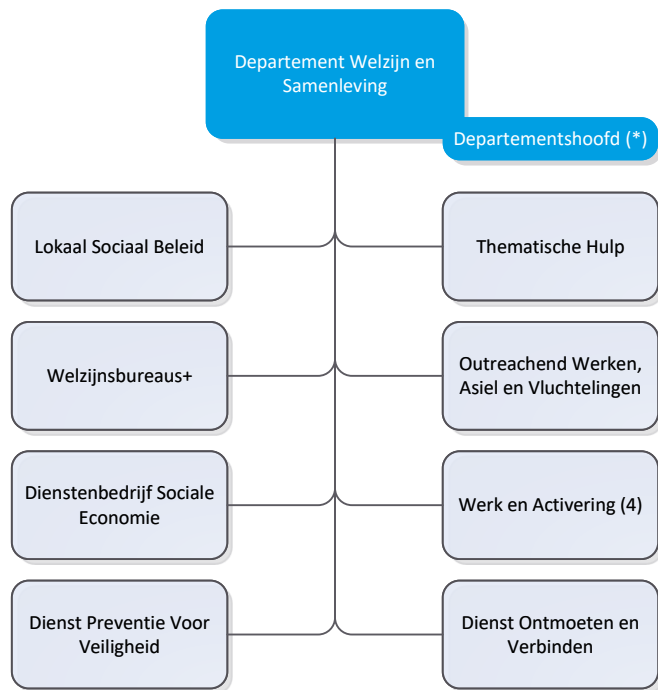 Departement Welzijn en
Samenleving
Departementshoofd (*)
Lokaal Sociaal Beleid
Thematische Hulp
Welzijnsbureaus+
Outreachend Werken,
Asiel en Vluchtelingen
Dienstenbedrijf Sociale
Economie
Werk en Activering (4)
Dienst Preventie Voor
Veiligheid
Dienst Ontmoeten en
Verbinden